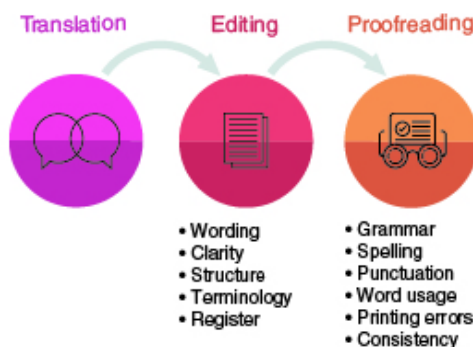 Translation
Editing
Proofreading
• Wording
• Clarity
• Structure
• Terminology
• Register
• Grammar
• Spelling
• Punctuation
• Word usage
• Printing errors
• Consistency